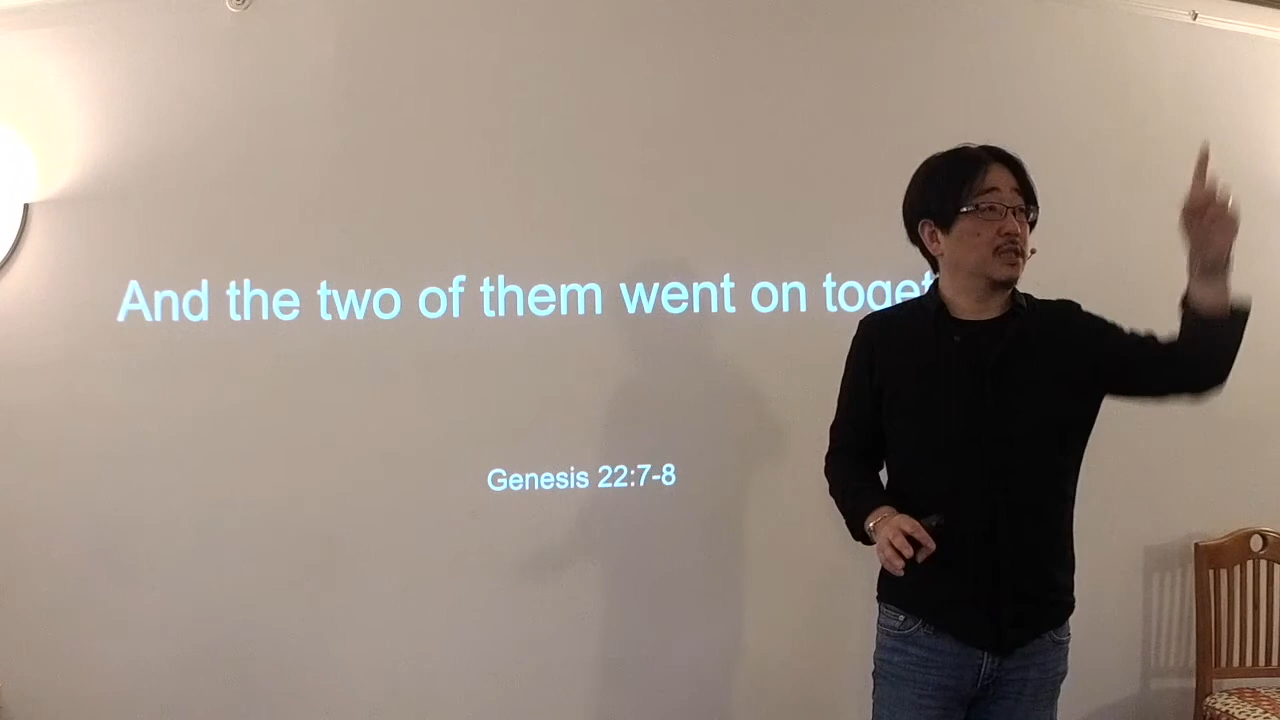 And the two of them went on
Genesis 22:7-8